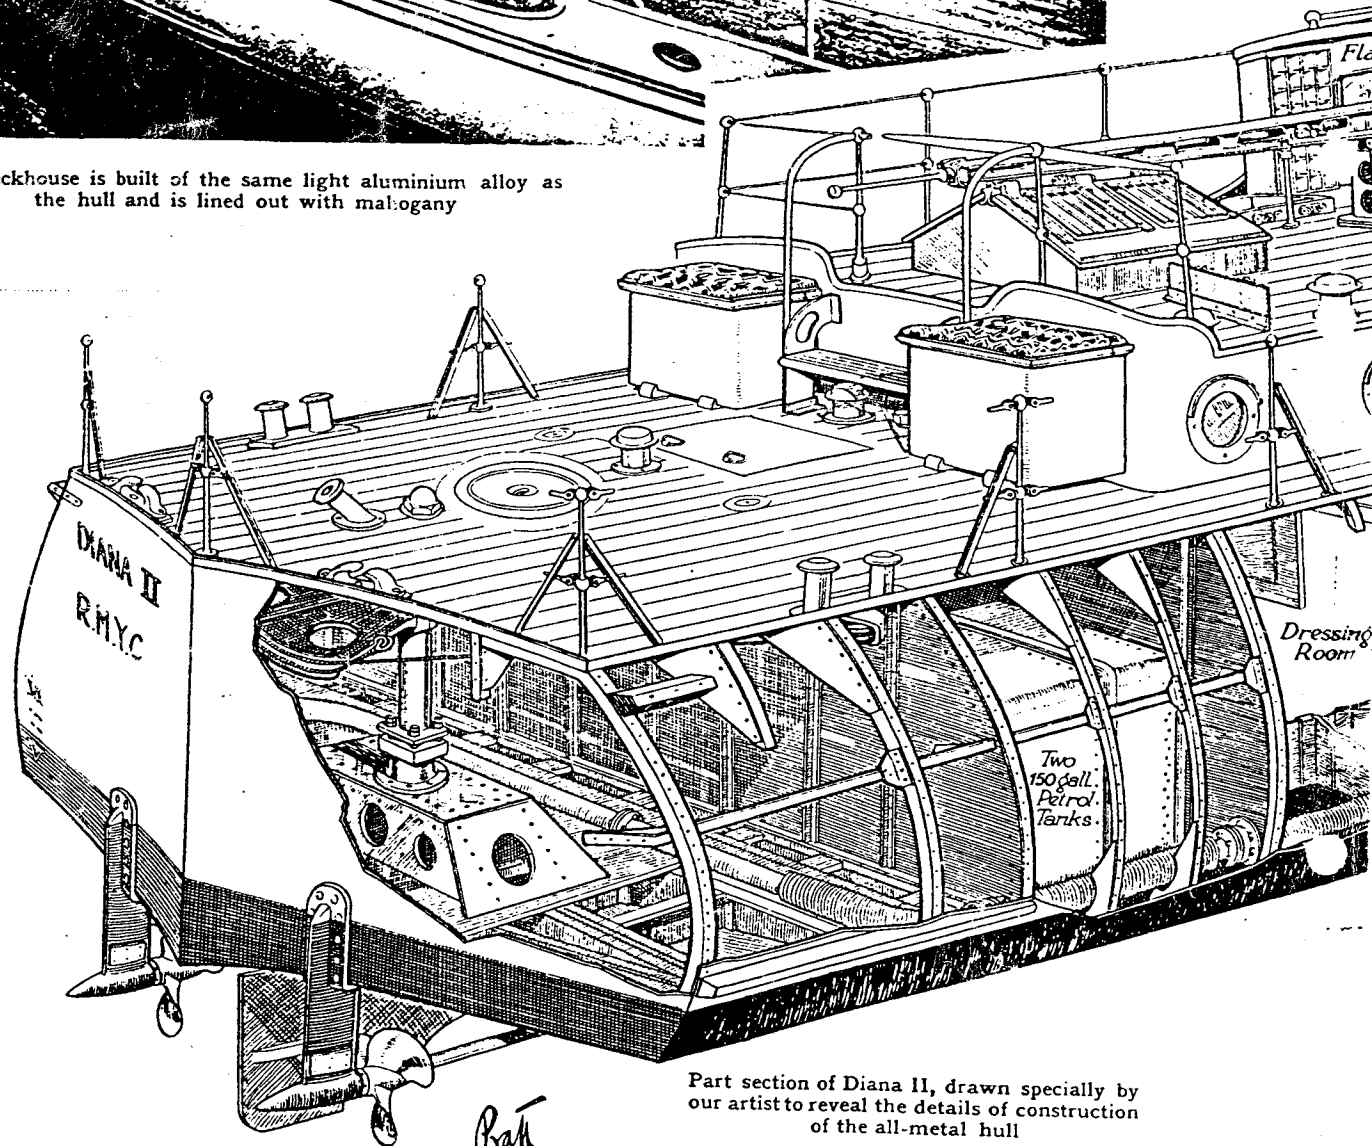 ckhouse is built of the same light aluminium alloy as
the hull and is lined out with mahogany
Fla
DIANA II
R.M.Y.C
Dressing
Room
Two
150 gall.
Petrol.
Tanks.
Part section of Diana II, drawn specially by
our artist to reveal the details of construction
of the all-metal hull